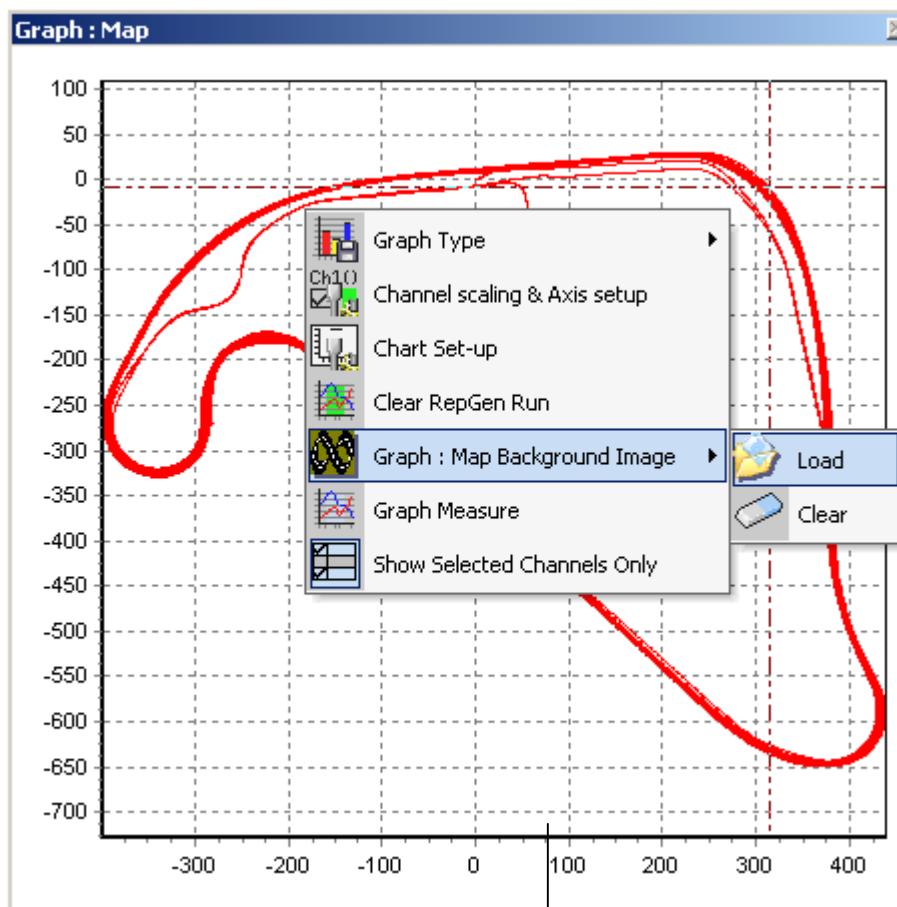 Graph : Map
100
50
0
-50
-100
-150
-200
-250
-300
-350
-400
-450
-500
-550
-600
-650
-700
Graph Type
Ch1()
Channel scaling & Axis setup
Chart Set-up
Clear RepGen Run
Graph : Map Background Image
Load
Graph Measure
Clear
Show Selected Channels Only
-300 -200 -100 0 100 200 300 400